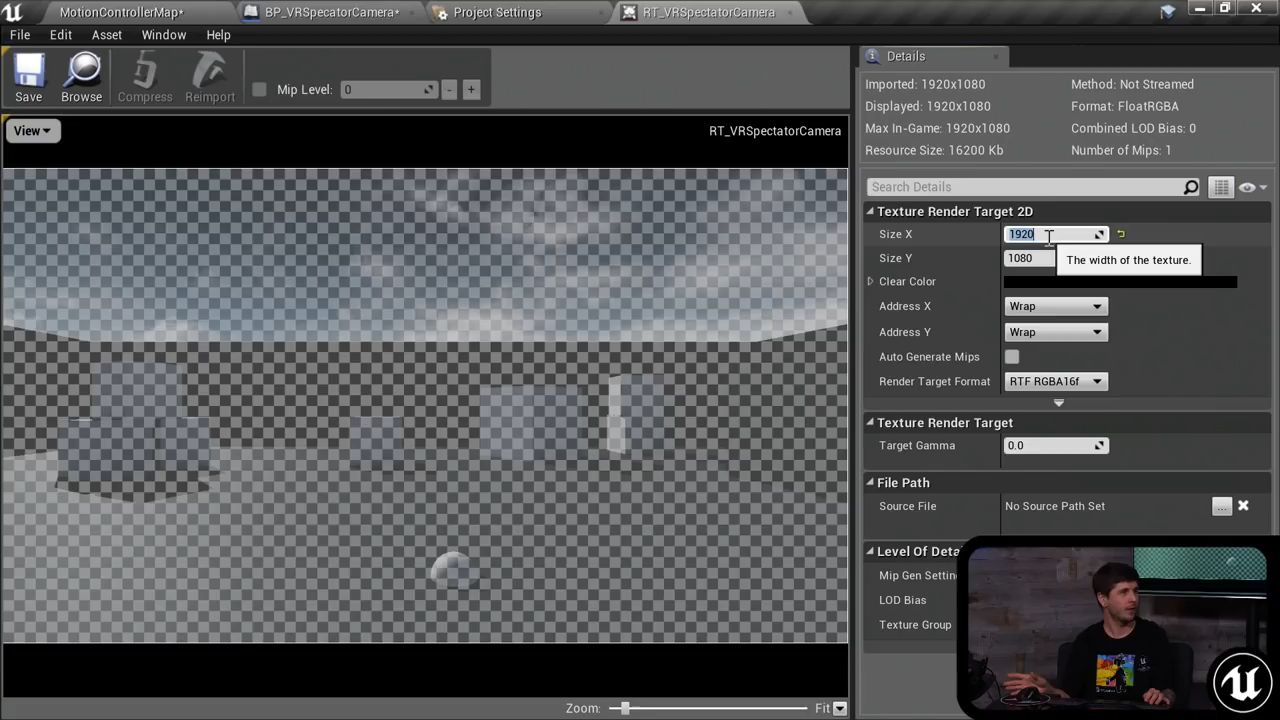 MotionControllerMap*
BP_VRSpecatorCamera*
Project Settings
RT_VRSpectatorCamera
File
Edit
Asset
Window
Help
Save
Browse
Compress
Reimport
Mip Level:
0
-
+
View
RT_VRSpectatorCamera
Zoom:
Fit
Details
Imported: 1920x1080
Method: Not Streamed
Displayed: 1920x1080
Format: FloatRGBA
Max In-Game: 1920x1080
Combined LOD Bias: 0
Resource Size: 16200 Kb
Number of Mips: 1
Search Details
Texture Render Target 2D
Size X
1920
Size Y
1080
The width of the texture.
Clear Color
Address X
Wrap
Address Y
Wrap
Auto Generate Mips
Render Target Format
RTF RGBA16f
Texture Render Target
Target Gamma
0.0
File Path
Source File
No Source Path Set
...
Level Of Detai
Mip Gen Settin
LOD Bias
Texture Group